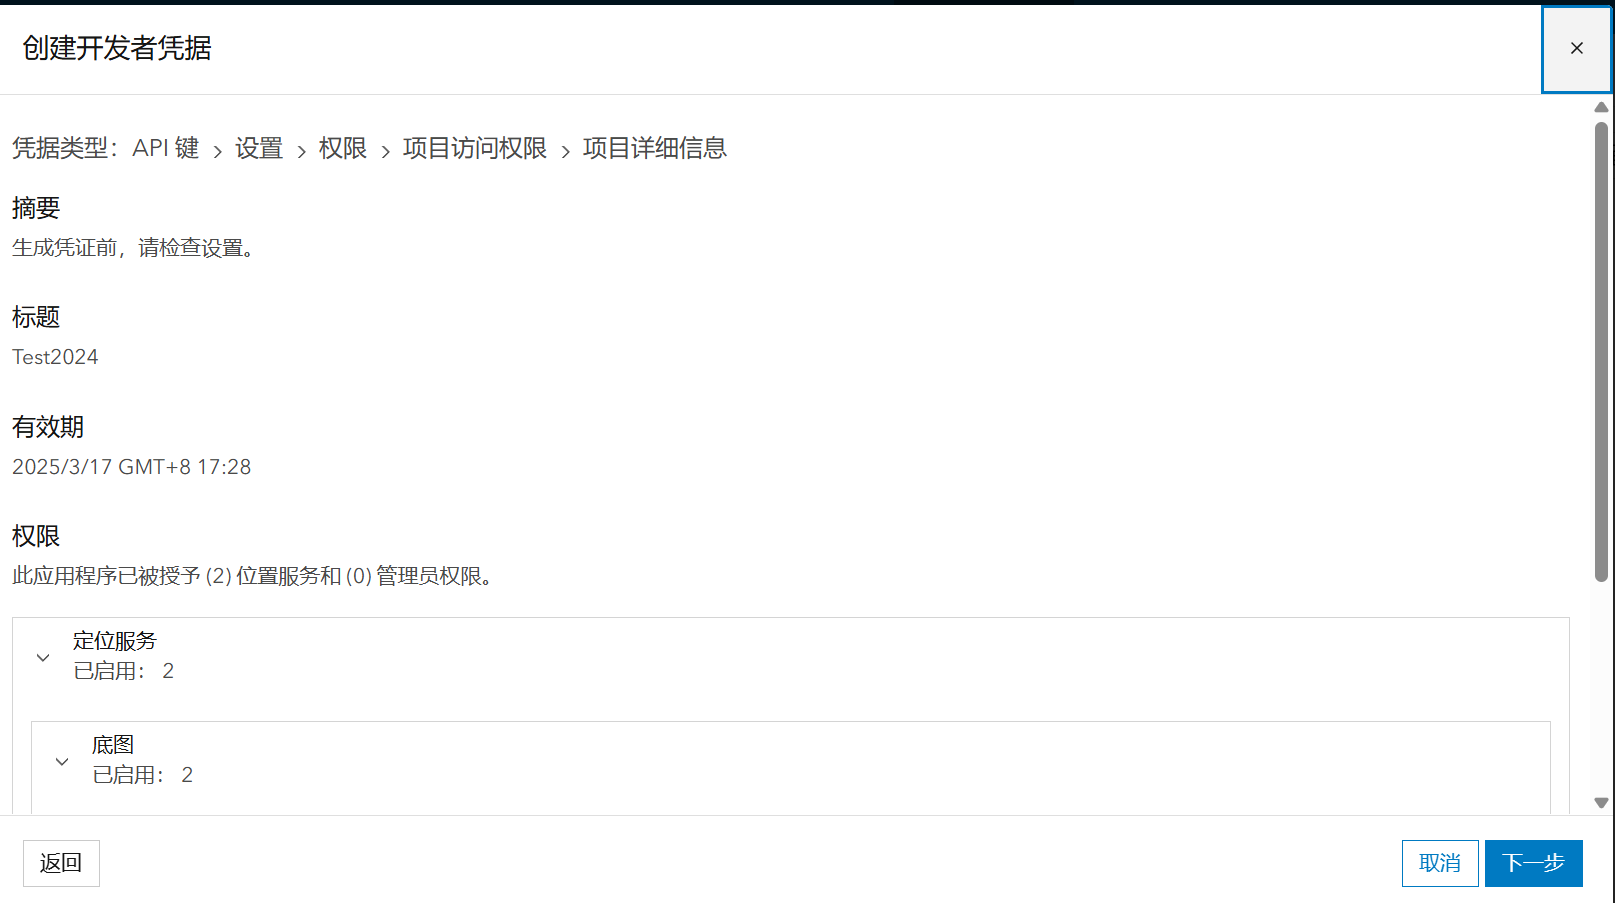 创建开发者凭据
凭据类型：API 键 > 设置 > 权限 > 项目访问权限 > 项目详细信息
摘要
生成凭证前，请检查设置。
标题
Test2024
有效期
2025/3/17 GMT+8 17:28
权限
此应用程序已被授予 (2) 位置服务和 (0) 管理员权限。
定位服务
已启用： 2
底图
已启用： 2
返回
取消
下一步